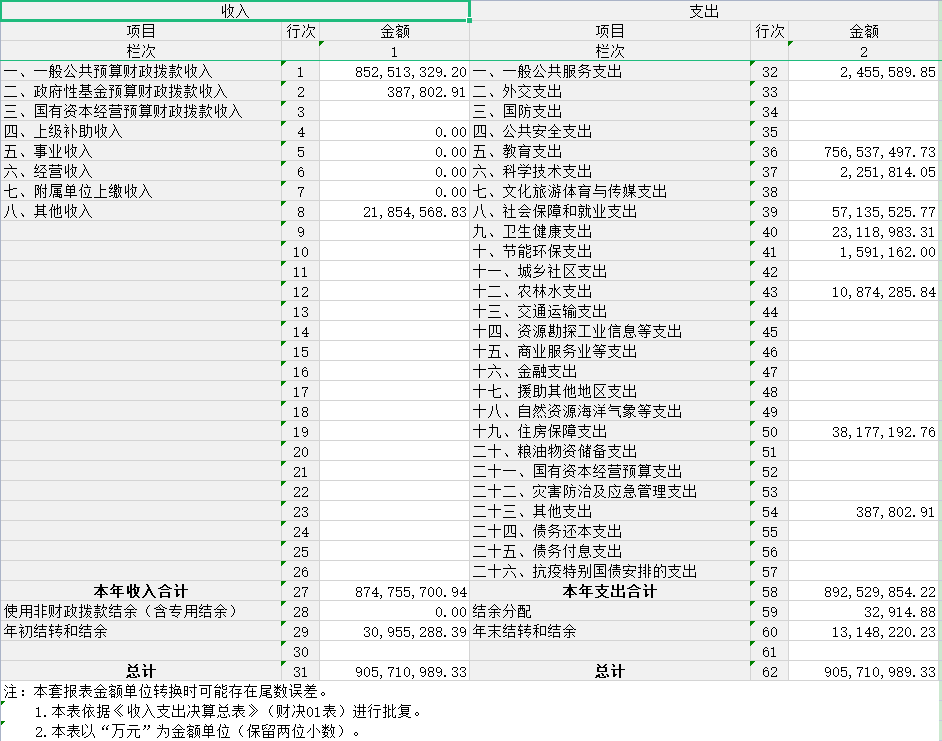 收入 支出
项目 行次 金额 项目 行次 金额
栏次 1 栏次 2
一、一般公共预算财政拨款收入 1 852,513,329.20 一、一般公共服务支出 32 2,455,589.85
二、政府性基金预算财政拨款收入 2 387,802.91 二、外交支出 33
三、国有资本经营预算财政拨款收入 3 三、国防支出 34
四、上级补助收入 4 0.00 四、公共安全支出 35
五、事业收入 5 0.00 五、教育支出 36 756,537,497.73
六、经营收入 6 0.00 六、科学技术支出 37 2,251,814.05
七、附属单位上缴收入 7 0.00 七、文化旅游体育与传媒支出 38
八、其他收入 8 21,854,568.83 八、社会保障和就业支出 39 57,135,525.77
9 九、卫生健康支出 40 23,118,983.31
10 十、节能环保支出 41 1,591,162.00
11 十一、城乡社区支出 42
12 十二、农林水支出 43 10,874,285.84
13 十三、交通运输支出 44
14 十四、资源勘探工业信息等支出 45
15 十五、商业服务业等支出 46
16 十六、金融支出 47
17 十七、援助其他地区支出 48
18 十八、自然资源海洋气象等支出 49
19 十九、住房保障支出 50 38,177,192.76
20 二十、粮油物资储备支出 51
21 二十一、国有资本经营预算支出 52
22 二十二、灾害防治及应急管理支出 53
23 二十三、其他支出 54 387,802.91
24 二十四、债务还本支出 55
25 二十五、债务付息支出 56
26 二十六、抗疫特别国债安排的支出 57
本年收入合计 27 874,755,700.94 本年支出合计 58 892,529,854.22
使用非财政拨款结余（含专用结余） 28 0.00 结余分配 59 32,914.88
年初结转和结余 29 30,955,288.39 年末结转和结余 60 13,148,220.23
30 61
总计 31 905,710,989.33 总计 62 905,710,989.33
注：本套报表金额单位转换时可能存在尾数误差。
1.本表依据《收入支出决算总表》（财决01表）进行批复。
2.本表以“万元”为金额单位（保留两位小数）。